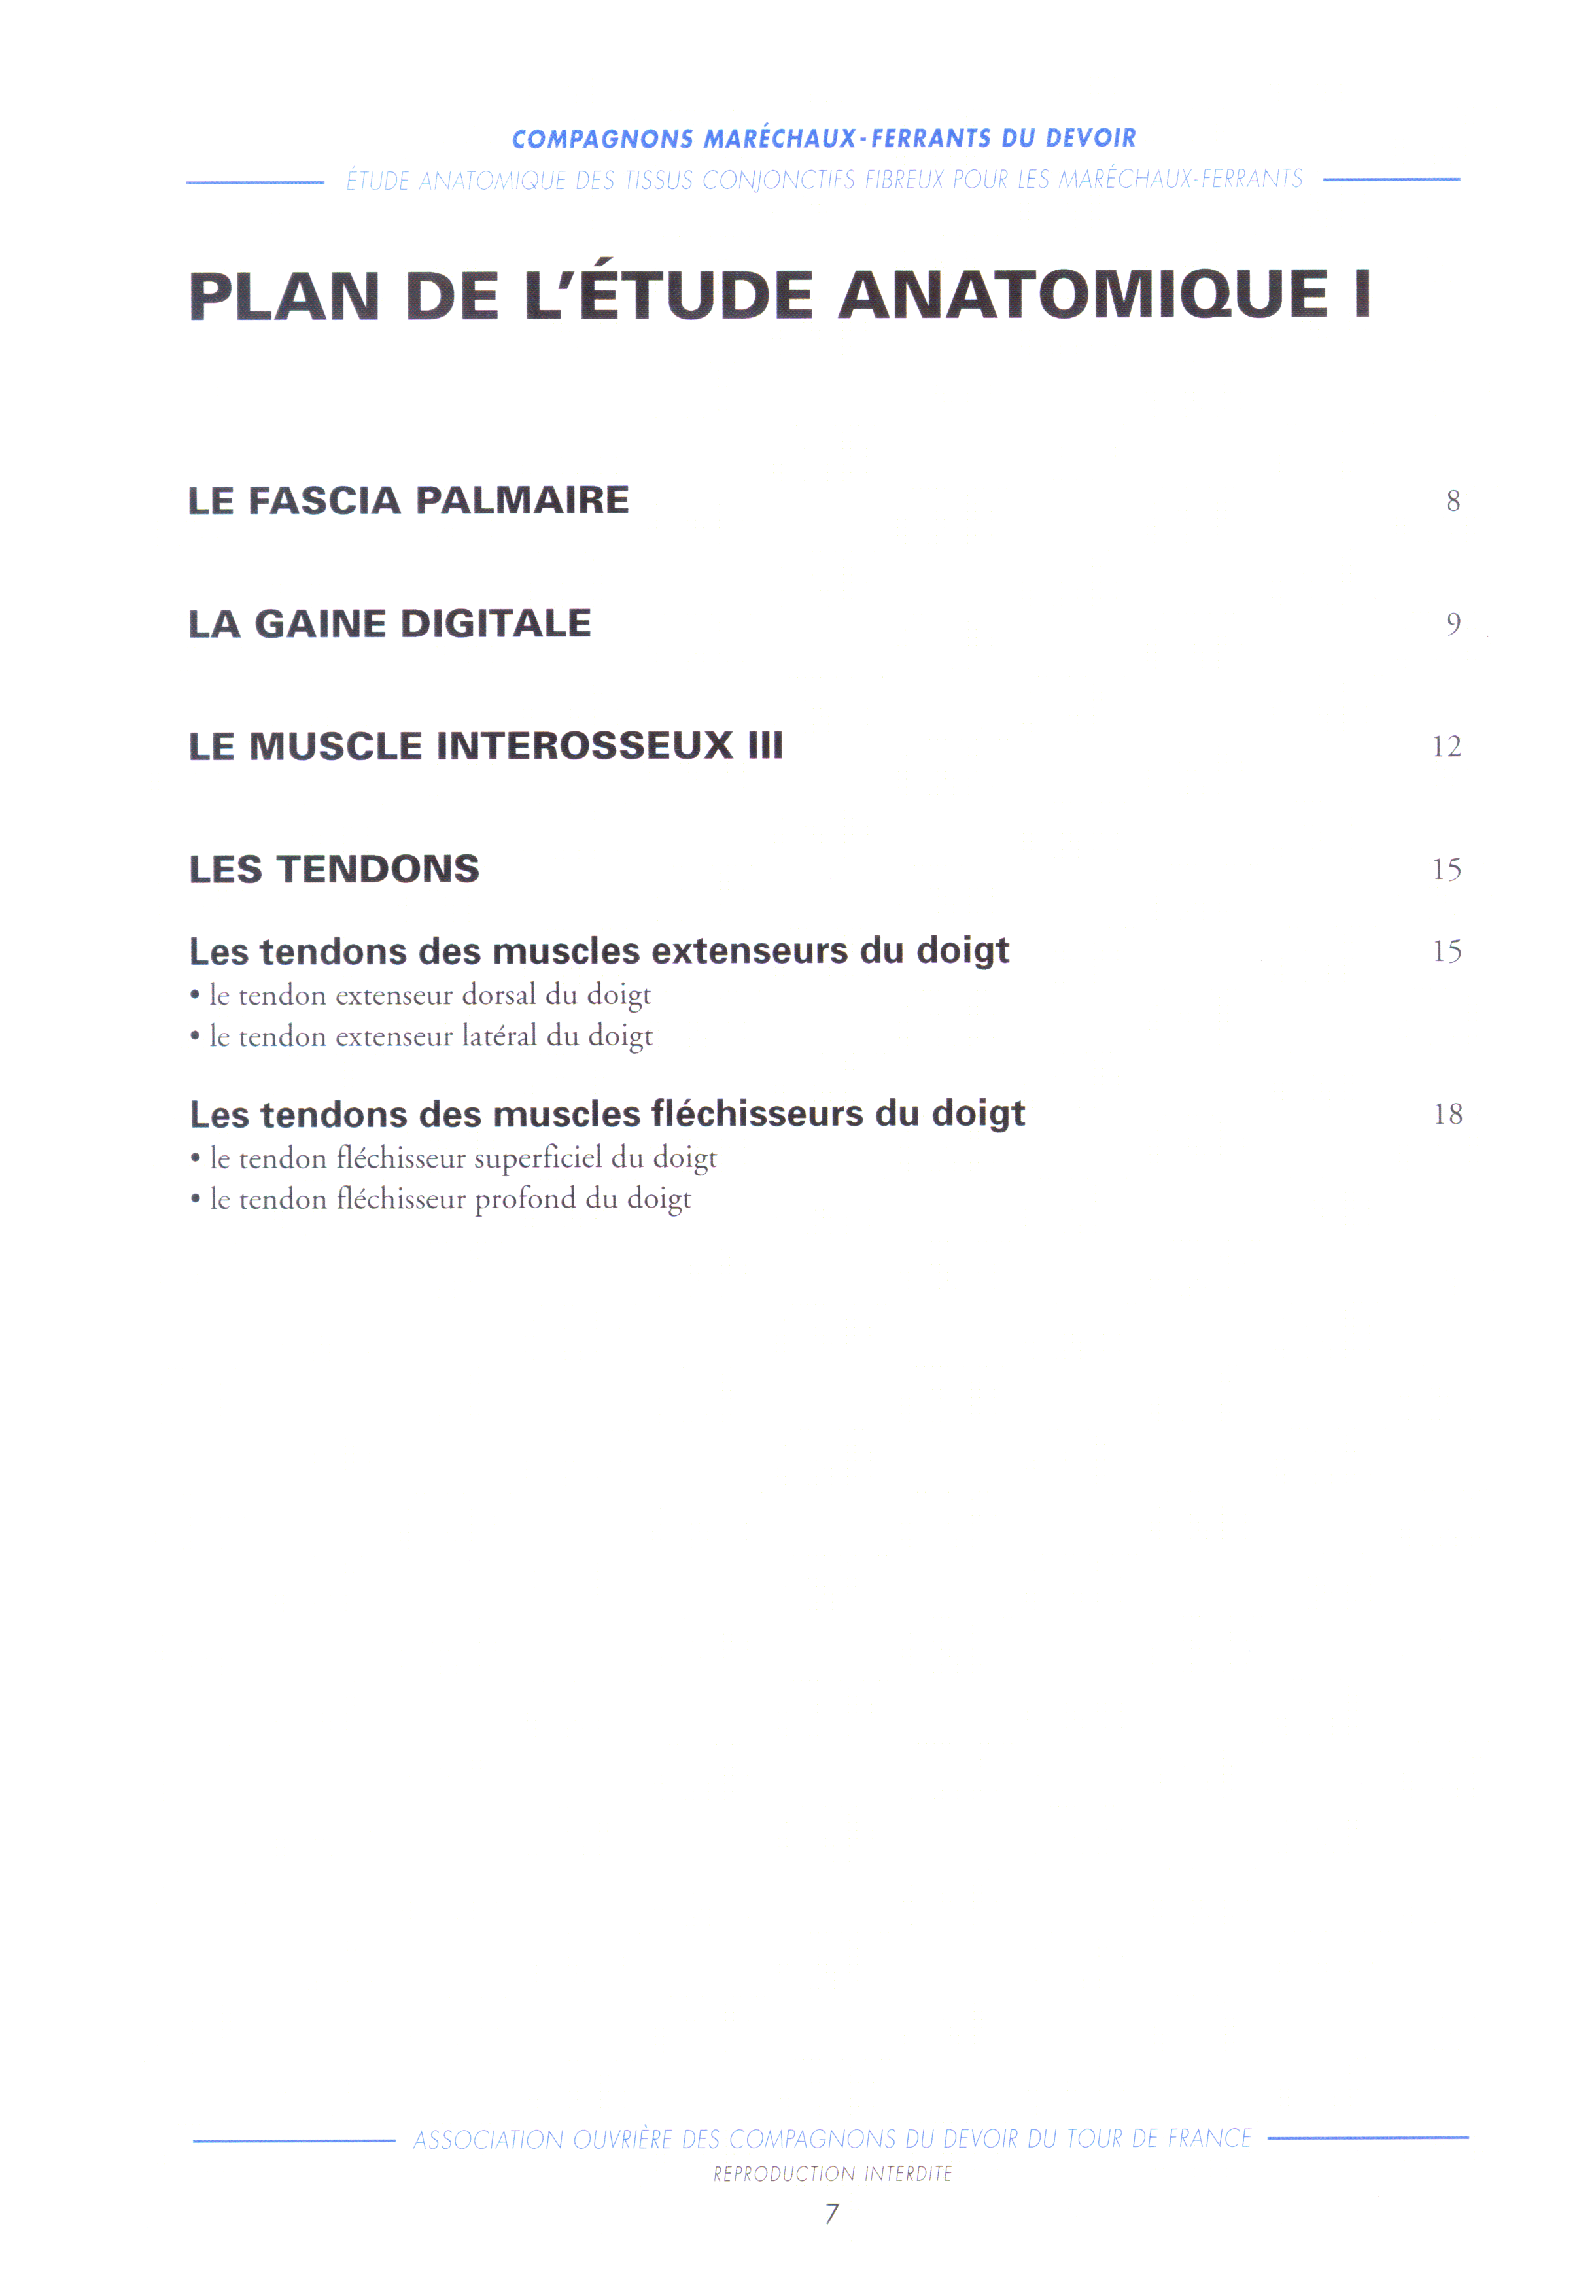 COMPAGNONS MARÉCHAUX-FERRANTS DU DEVOIR
ÉTUDE ANATOMIQUE DES TISSUS CONJONCTIFS FIBREUX POUR LES MARÉCHAUX-FERRANTS
PLAN DE L'ÉTUDE ANATOMIQUE I
LE FASCIA PALMAIRE 8
LA GAINE DIGITALE 9
LE MUSCLE INTEROSSEUX III 12
LES TENDONS 15
Les tendons des muscles extenseurs du doigt 15
• le tendon extenseur dorsal du doigt
• le tendon extenseur latéral du doigt
Les tendons des muscles fléchisseurs du doigt 18
• le tendon fléchisseur superficiel du doigt
• le tendon fléchisseur profond du doigt
ASSOCIATION OUVRIÈRE DES COMPAGNONS DU DEVOIR DU TOUR DE FRANCE
REPRODUCTION INTERDITE
7